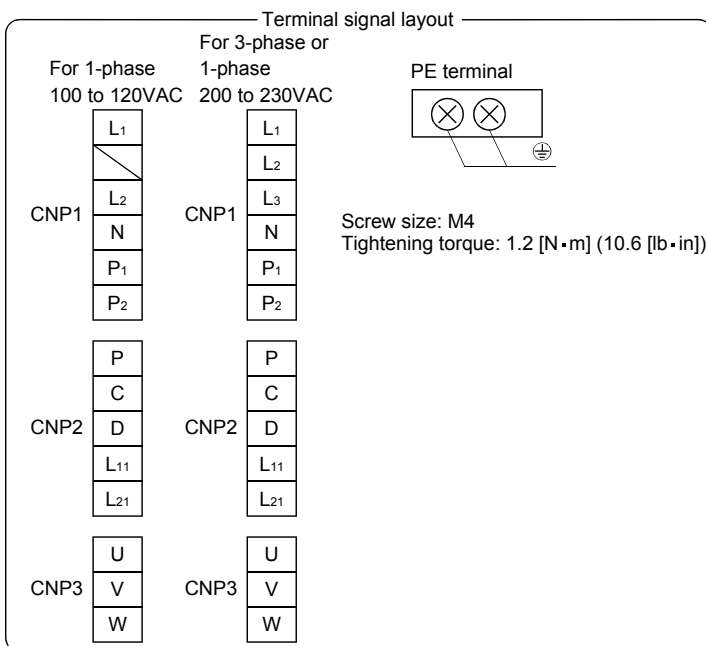 Terminal signal layout
For 1-phase
100 to 120VAC
For 3-phase or
1-phase
200 to 230VAC
PE terminal
CNP1
L1
L2
N
P1
P2
CNP1
L1
L2
L3
N
P1
P2
Screw size: M4
Tightening torque: 1.2 [N▪m] (10.6 [lb▪in])
CNP2
P
C
D
L11
L21
CNP2
P
C
D
L11
L21
CNP3
U
V
W
CNP3
U
V
W